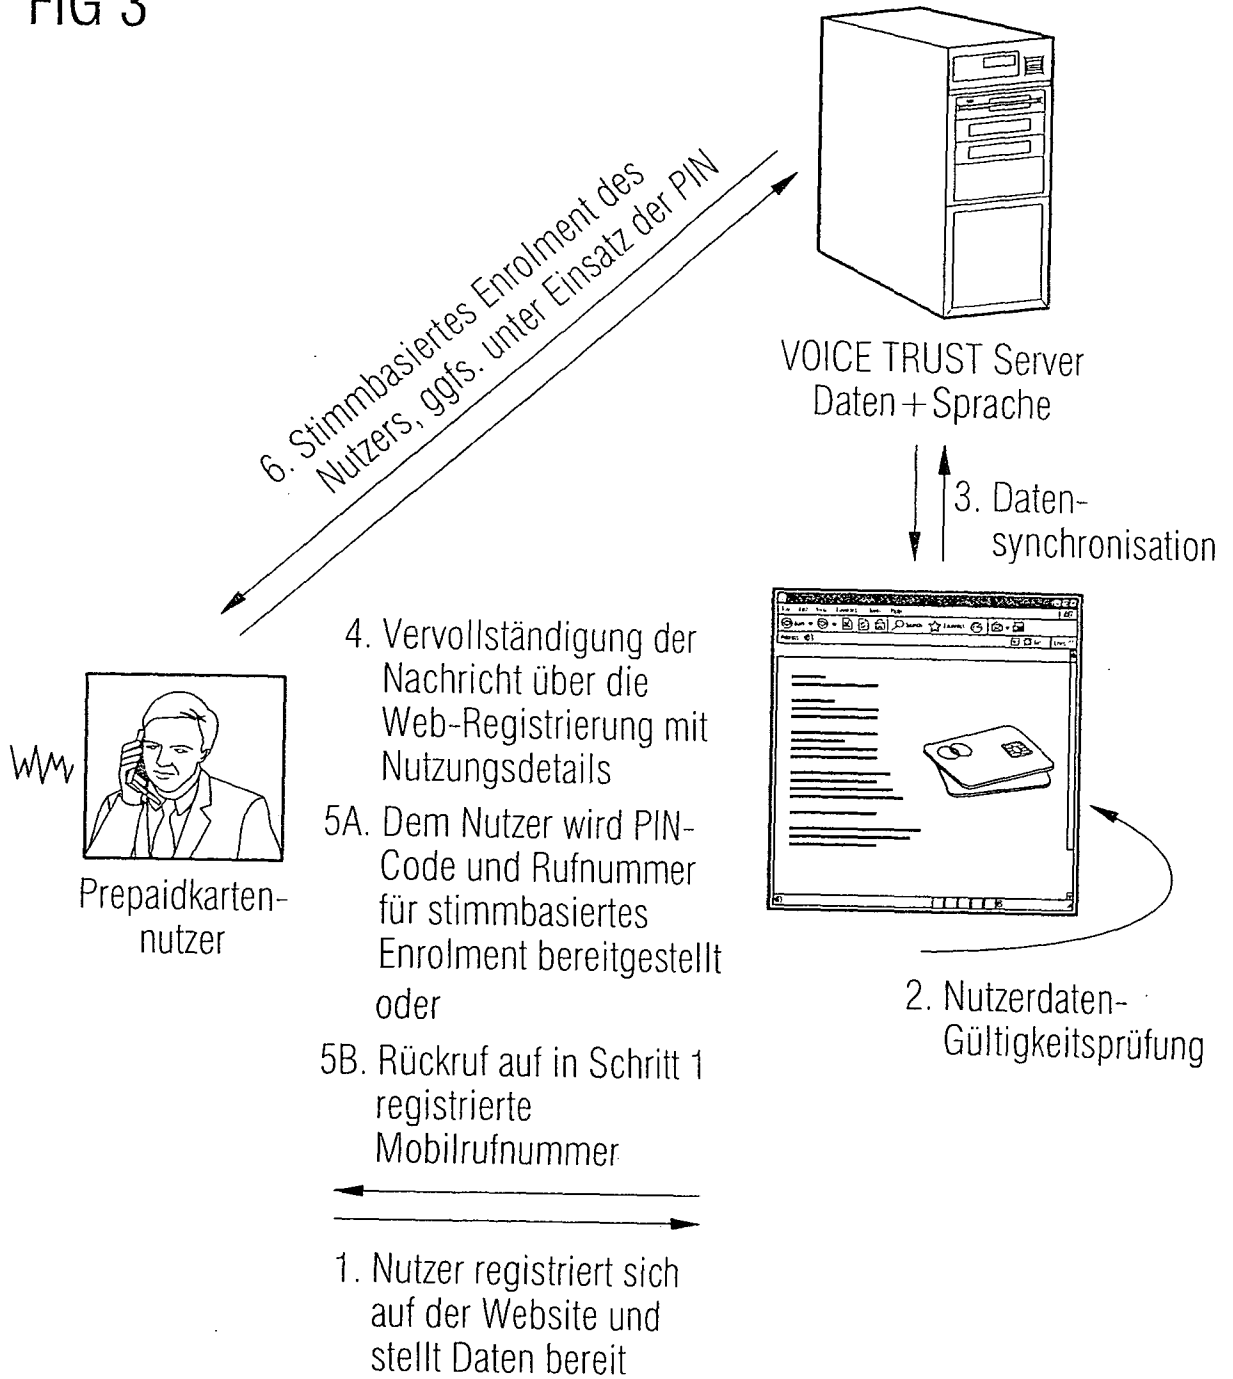 FIG 3
6. Stimmbasiertes Enrolment des
Nutzers, ggfs. unter Einsatz der PIN
VOICE TRUST Server
Daten+Sprache
3. Daten-
synchronisation
4. Vervollständigung der
Nachricht über die
Web-Registrierung mit
Nutzungsdetails
5A. Dem Nutzer wird PIN-
Code und Rufnummer
für stimmbasiertes
Enrolment bereitgestellt
oder
5B. Rückruf auf in Schritt 1
registrierte
Mobilrufnummer
Prepaidkarten-
nutzer
2. Nutzerdaten-
Gültigkeitsprüfung
1. Nutzer registriert sich
auf der Website und
stellt Daten bereit